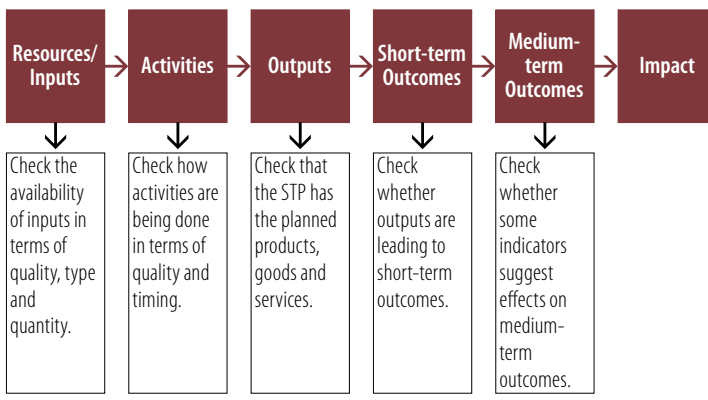 Resources/
Inputs
Activities
Outputs
Short-term
Outcomes
Medium-
term
Outcomes
Impact
Check the
availability
of inputs in
terms of
quality, type
and
quantity.
Check how
activities are
being done
in terms of
quality and
timing.
Check that
the STP has
the planned
products,
goods and
services.
Check
whether
outputs are
leading to
short-term
outcomes.
Check
whether
some
indicators
suggest
effects on
medium-
term
outcomes.